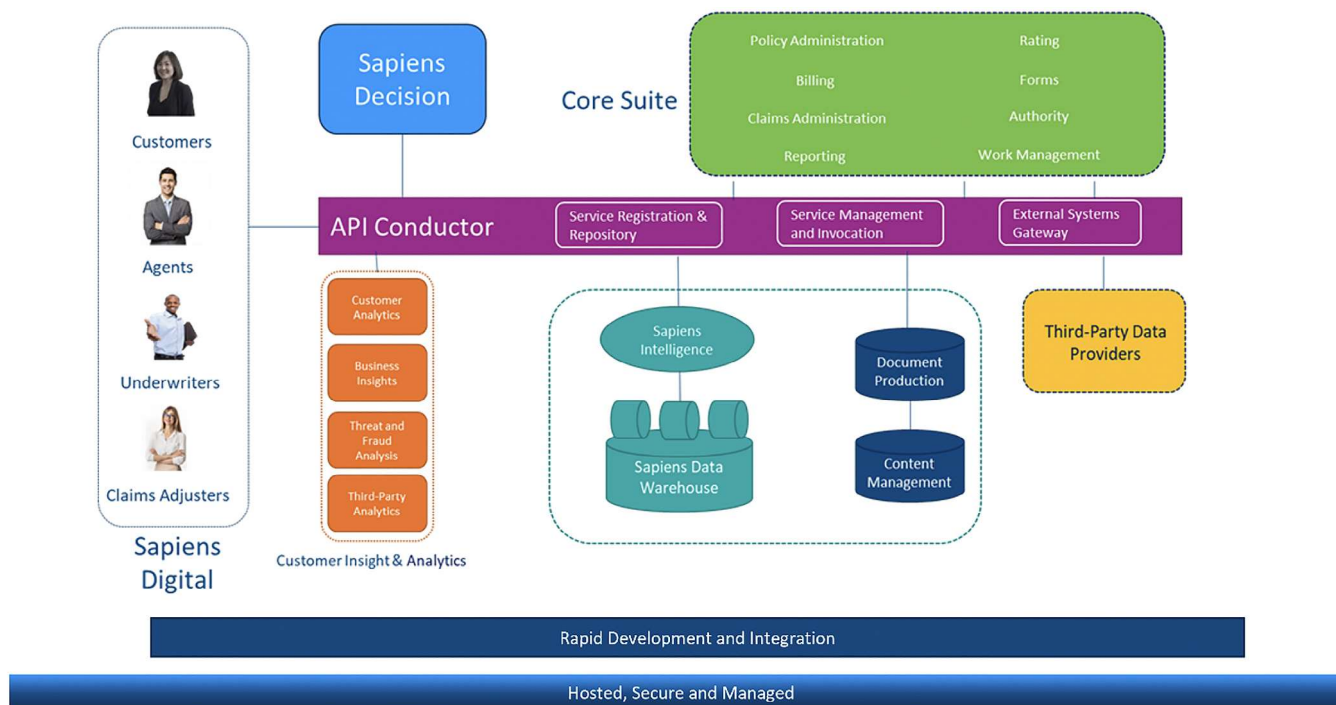 Customers
Agents
Underwriters
Claims Adjusters
Sapiens
Digital
Sapiens
Decision
Core Suite
Policy Administration
Rating
Billing
Forms
Claims Administration
Authority
Reporting
Work Management
API Conductor
Service Registration &
Repository
Service Management
and Invocation
External Systems
Gateway
Customer
Analytics
Business
Insights
Threat and
Fraud
Analysis
Third-Party
Analytics
Customer Insight & Analytics
Sapiens
Intelligence
Sapiens Data
Warehouse
Document
Production
Content
Management
Third-Party Data
Providers
Rapid Development and Integration
Hosted, Secure and Managed